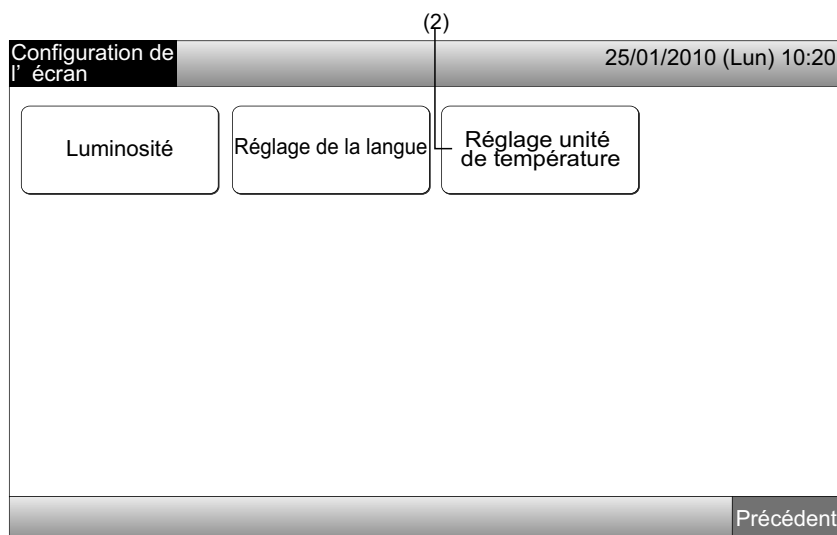 (2)
Configuration de
l’ écran
25/01/2010 (Lun) 10:20
Luminosité
Réglage de la langue
Réglage unité
de température
Précédent